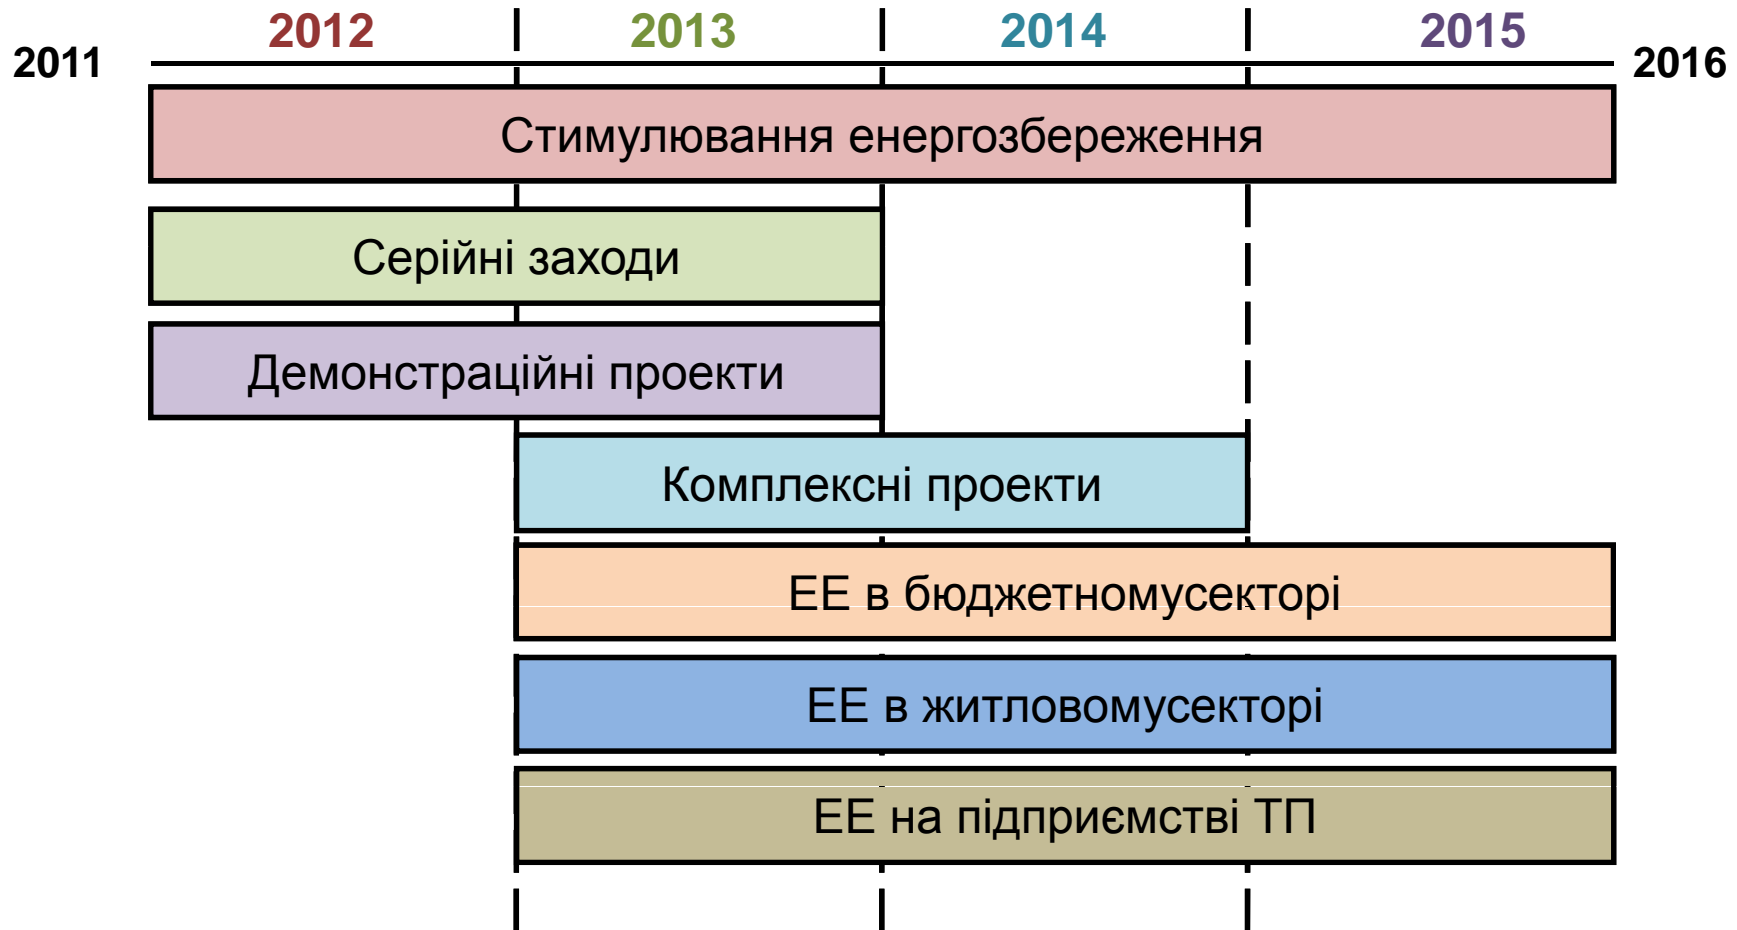 2012 2013 2014 2015
2011 2016
Стимулювання енергозбереження
Серійні заходи
Демонстраційні проекти
Комплексні проекти
ЕЕ в бюджетномусекторі
ЕЕ в житловомусекторі
ЕЕ на підприємстві ТП